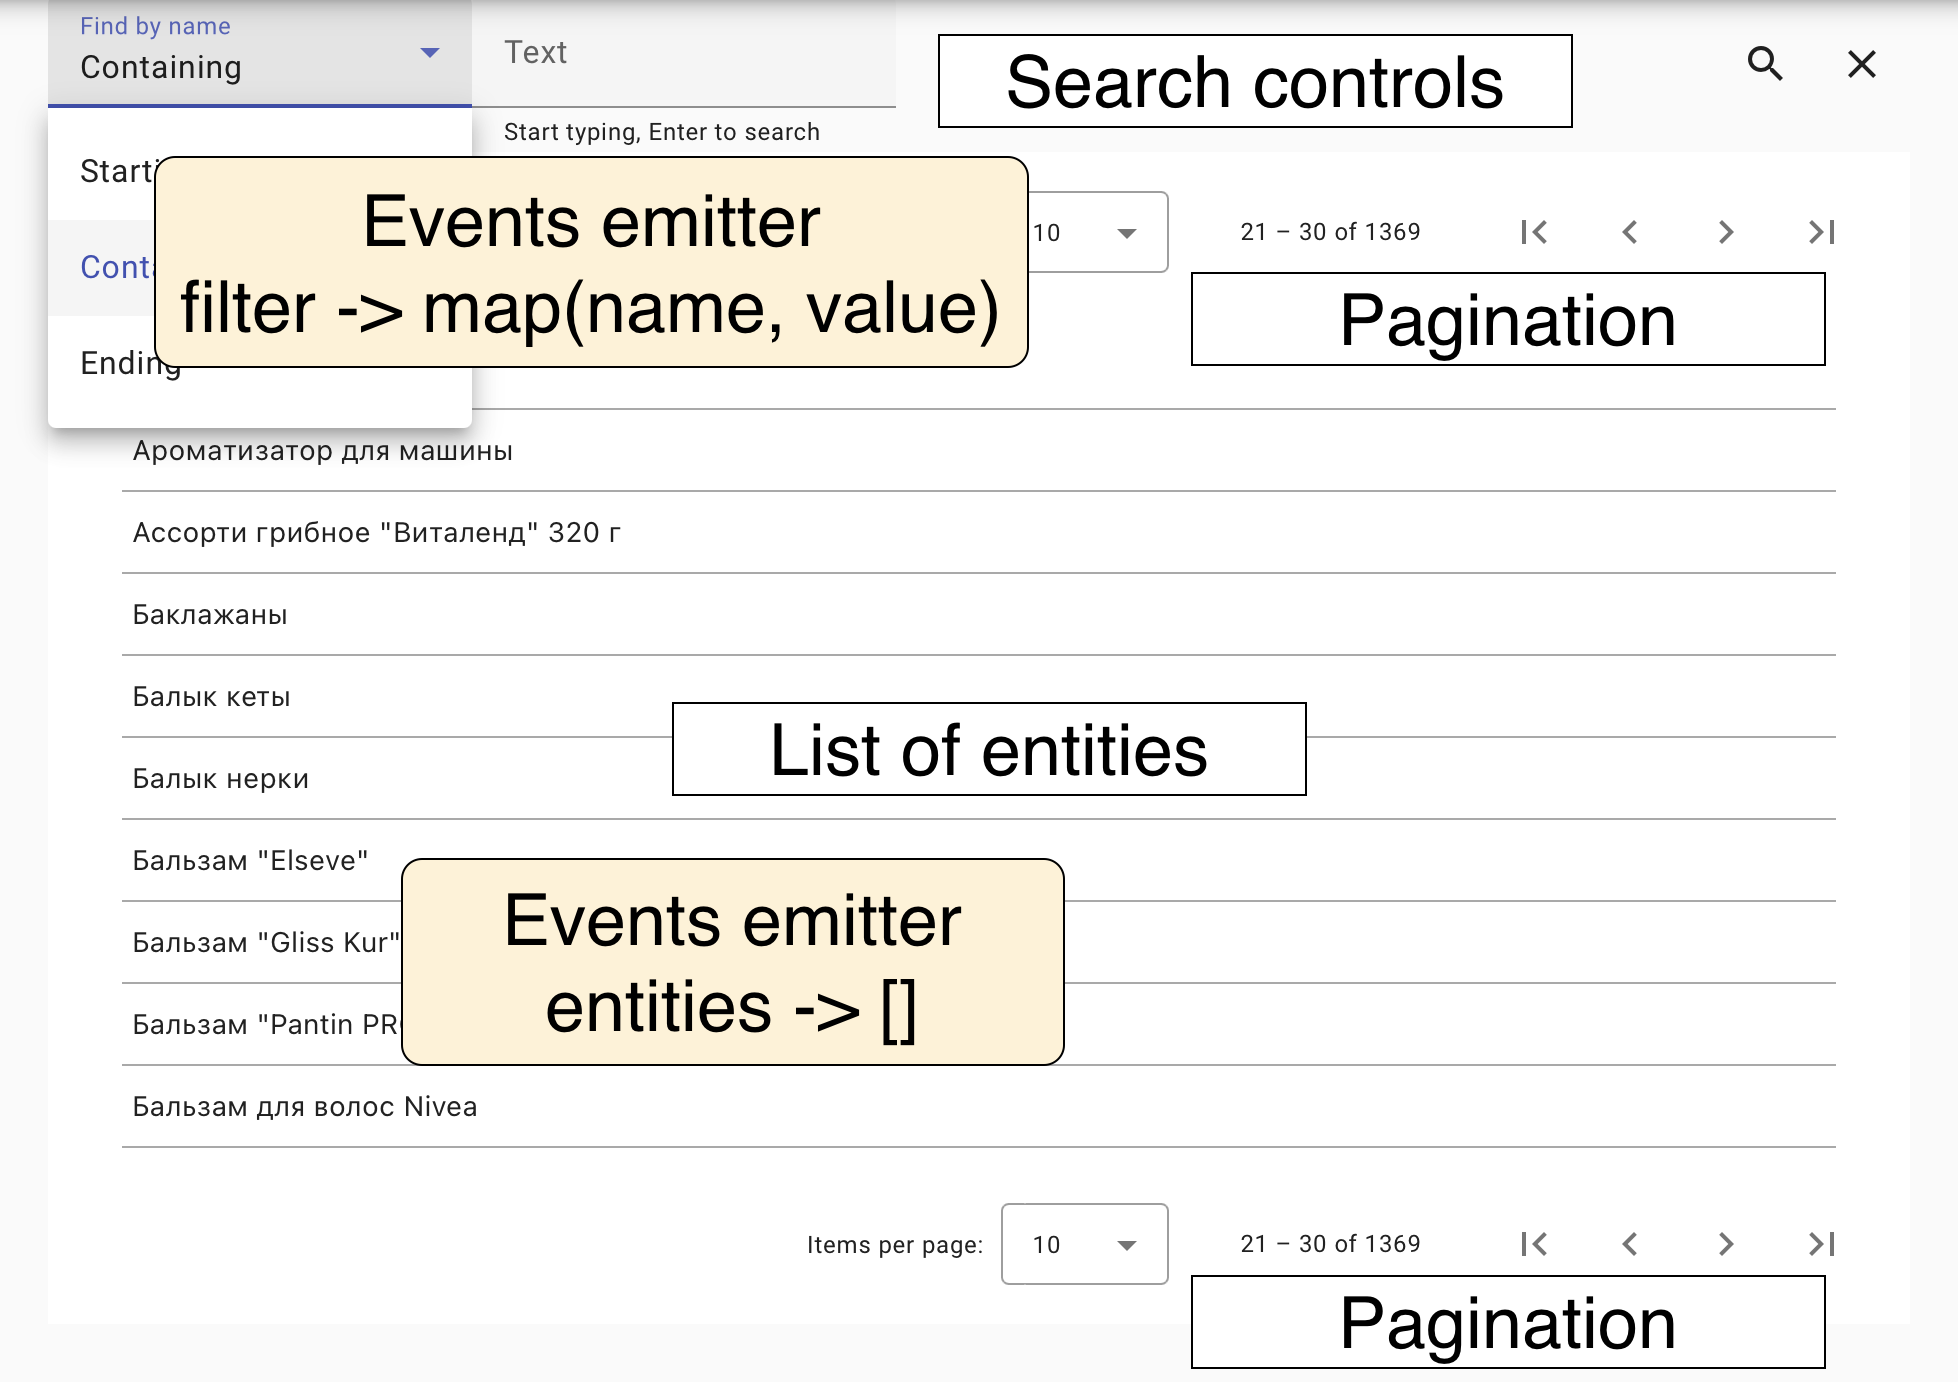 Find by name
Containing
Text
Search controls
Start typing, Enter to search
Events emitter
filter -> map(name, value)
10
21 – 30 of 1369
Pagination
Ending
Ароматизатор для машины
Ассорти грибное "Виталенд" 320 г
Баклажаны
Балык кеты
List of entities
Балык нерки
Бальзам "Elseve"
Events emitter
entities -> []
Бальзам "Gliss Kur"
Бальзам "Pantin
Бальзам для волос Nivea
Items per page:
10
21 – 30 of 1369
Pagination